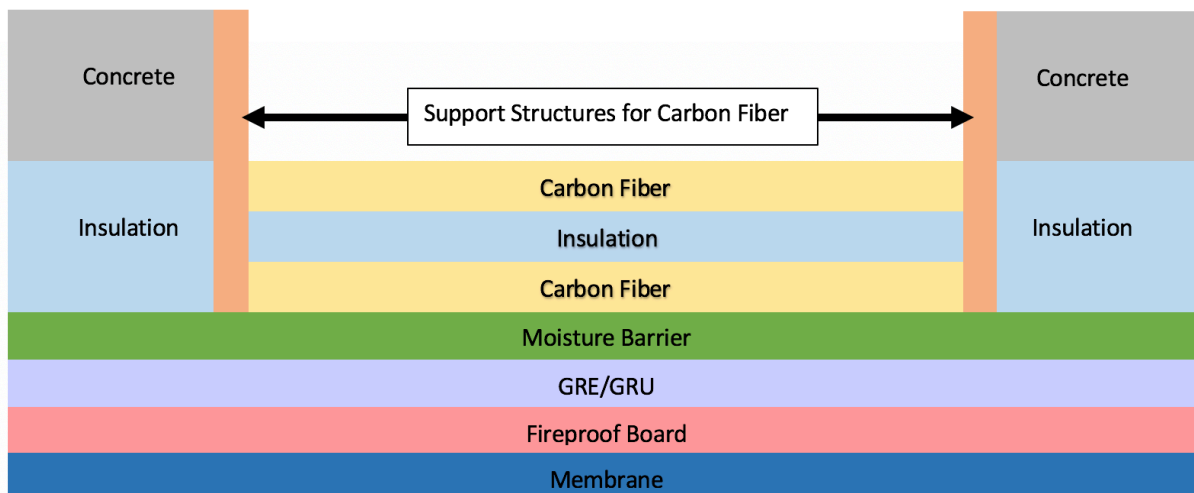 Concrete
Concrete
Support Structures for Carbon Fiber
Carbon Fiber
Insulation
Insulation
Insulation
Carbon Fiber
Moisture Barrier
GRE/GRU
Fireproof Board
Membrane